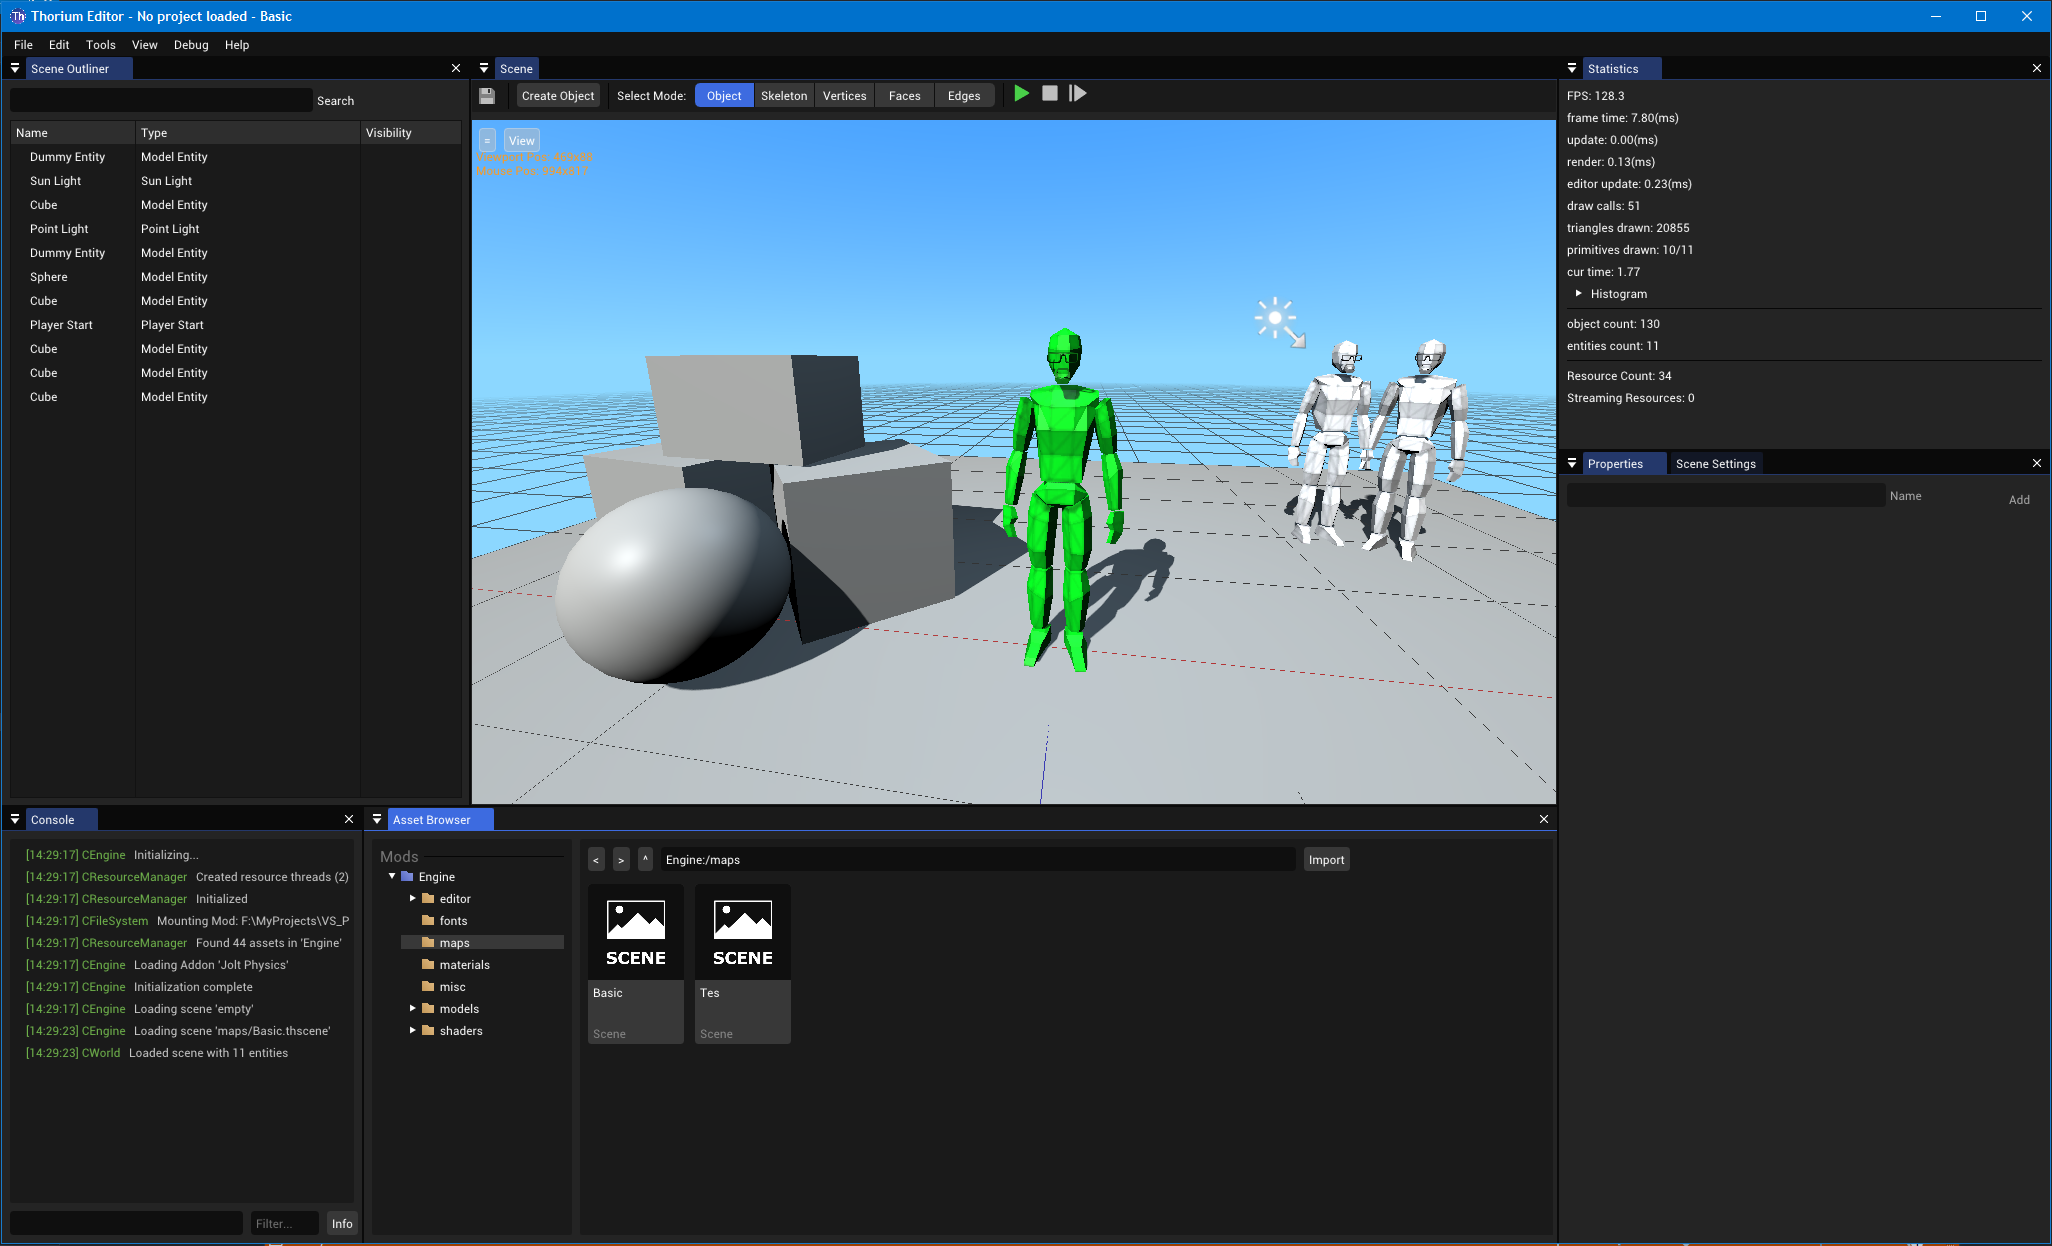 Thorium Editor - No project loaded - Basic
File Edit Tools View Debug Help
Scene Outliner
Search
Name Type Visibility
Dummy Entity Model Entity
Sun Light Sun Light
Cube Model Entity
Point Light Point Light
Dummy Entity Model Entity
Sphere Model Entity
Cube Model Entity
Player Start Player Start
Cube Model Entity
Cube Model Entity
Cube Model Entity
Scene
Create Object Select Mode: Object Skeleton Vertices Faces Edges
= View
Viewport Pos:
Mouse Pos:
Statistics
FPS: 128.3
frame time: 7.80(ms)
update: 0.00(ms)
render: 0.13(ms)
editor update: 0.23(ms)
draw calls: 51
triangles drawn: 20855
primitives drawn: 10/11
cur time: 1.77
Histogram
object count: 130
entities count: 11
Resource Count: 34
Streaming Resources: 0
Properties Scene Settings
Name Add
Console
[14:29:17] CEngine Initializing...
[14:29:17] CResourceManager Created resource threads (2)
[14:29:17] CResourceManager Initialized
[14:29:17] CFileSystem Mounting Mod: F:\MyProjects\VS_P
[14:29:17] CResourceManager Found 44 assets in 'Engine'
[14:29:17] CEngine Loading Addon 'Jolt Physics'
[14:29:17] CEngine Initialization complete
[14:29:17] CEngine Loading scene 'empty'
[14:29:23] CEngine Loading scene 'maps/Basic.thscene'
[14:29:23] CWorld Loaded scene with 11 entities
Filter... Info
Asset Browser
Mods
Engine
editor
fonts
maps
materials
misc
models
shaders
< > ^ Engine:/maps Import
SCENE SCENE
Basic Tes
Scene Scene